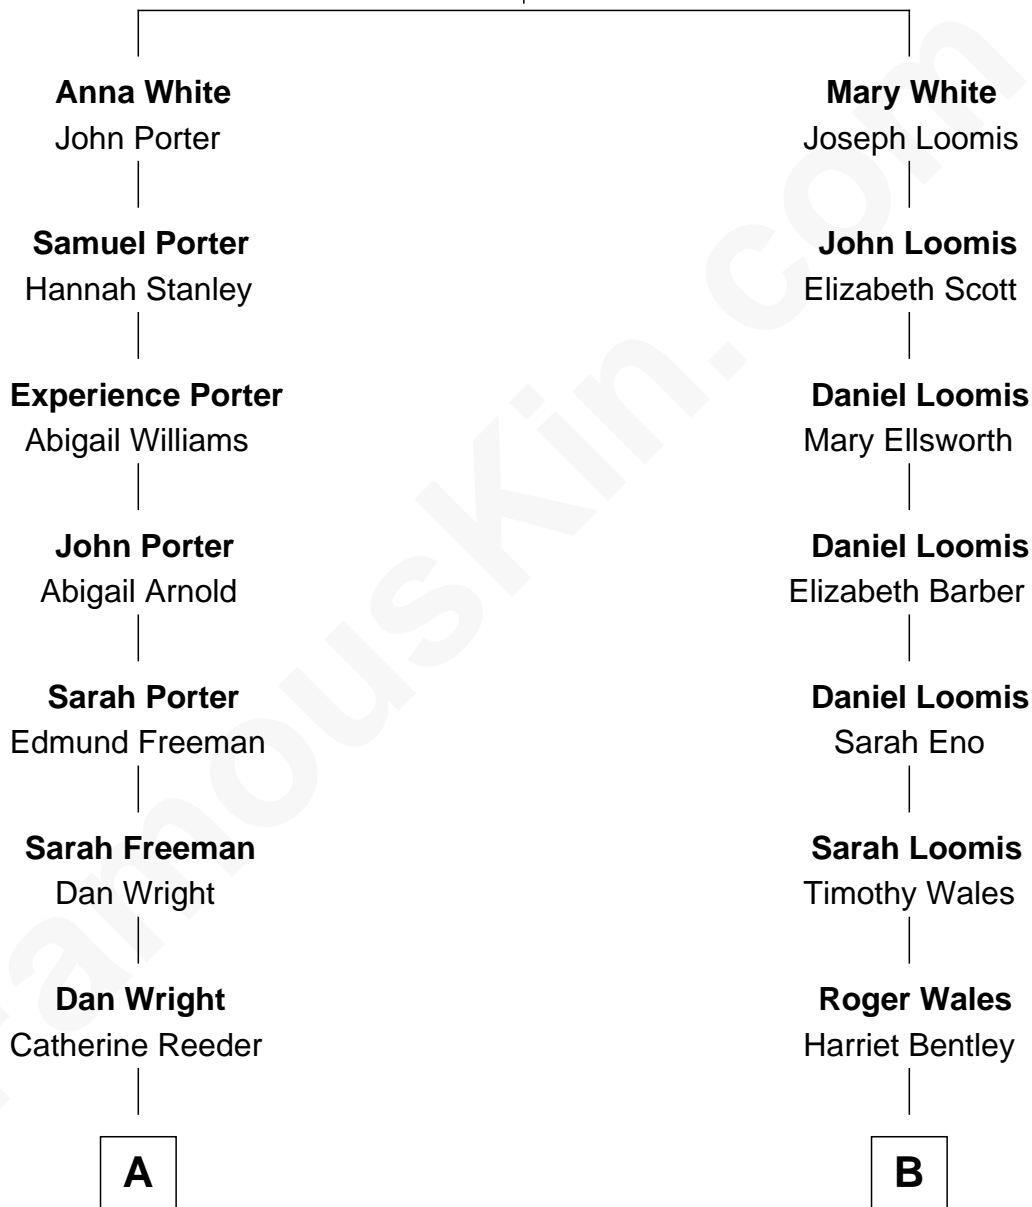 Anna White
John Porter
Samuel Porter
Hannah Stanley
Experience Porter
Abigail Williams
John Porter
Abigail Arnold
Sarah Porter
Edmund Freeman
Sarah Freeman
Dan Wright
Dan Wright
Catherine Reeder
A
Mary White
Joseph Loomis
John Loomis
Elizabeth Scott
Daniel Loomis
Mary Ellsworth
Daniel Loomis
Elizabeth Barber
Daniel Loomis
Sarah Eno
Sarah Loomis
Timothy Wales
Roger Wales
Harriet Bentley
B
FamousKin.com